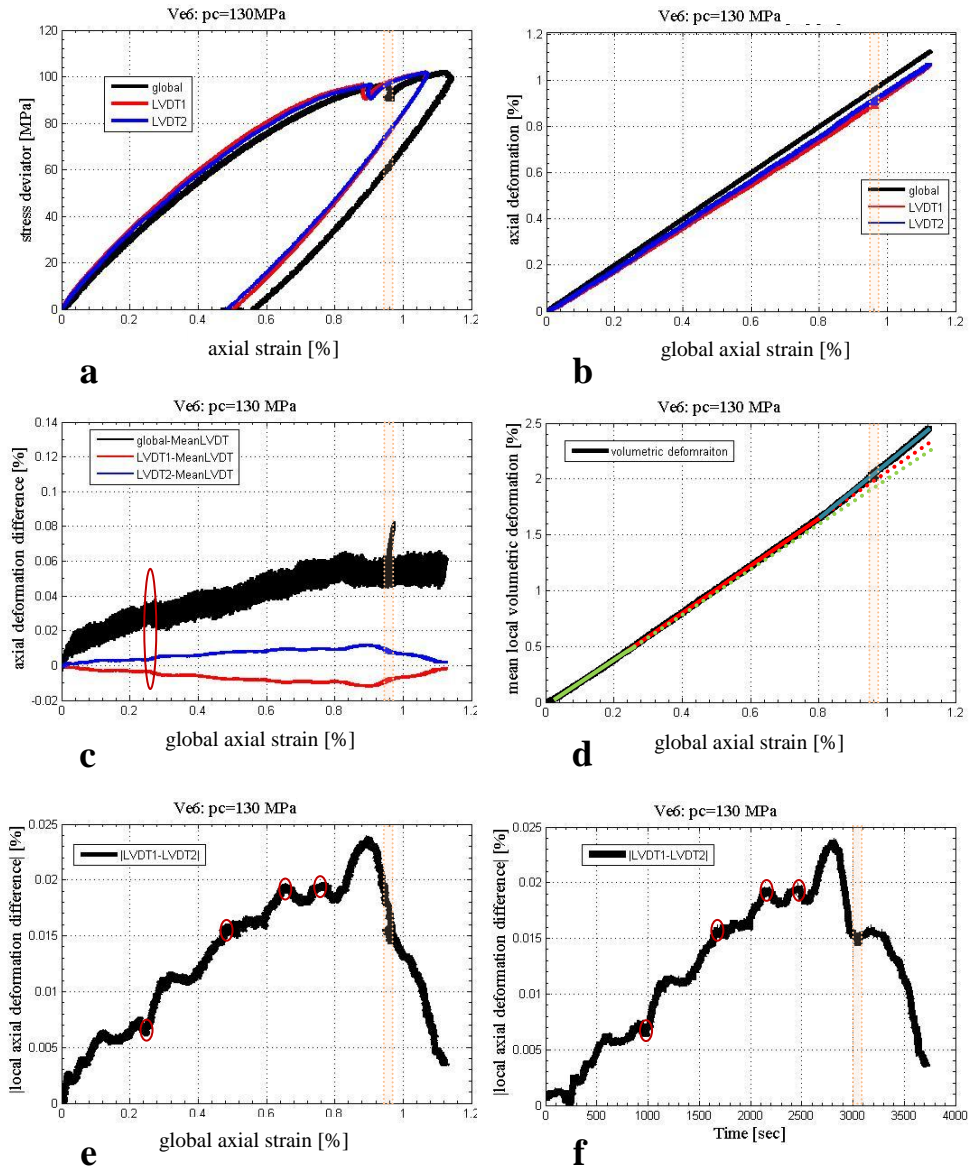 Ve6: pc=130MPa
stress deviator [MPa]
120
100
80
60
40
20
0
global
LVDT1
LVDT2
0 0.2 0.4 0.6 0.8 1 1.2
axial strain [%]
a
Ve6: pc=130 MPa
axial deformation [%]
1.2
1
0.8
0.6
0.4
0.2
0
global
LVDT1
LVDT2
0 0.2 0.4 0.6 0.8 1 1.2
global axial strain [%]
b
Ve6: pc=130 MPa
axial deformation difference [%]
0.14
0.12
0.1
0.08
0.06
0.04
0.02
0
-0.02
global-MeanLVDT
LVDT1-MeanLVDT
LVDT2-MeanLVDT
0 0.2 0.4 0.6 0.8 1 1.2
global axial strain [%]
c
Ve6: pc=130 MPa
mean local volumetric deformation [%]
2.5
2
1.5
1
0.5
0
volumetric defomraiton
0 0.2 0.4 0.6 0.8 1 1.2
global axial strain [%]
d
Ve6: pc=130 MPa
|local axial deformation difference| [%]
0.025
0.02
0.015
0.01
0.005
0
|LVDT1-LVDT2|
0 0.2 0.4 0.6 0.8 1 1.2
global axial strain [%]
e
Ve6: pc=130 MPa
|local axial deformation difference| [%]
0.025
0.02
0.015
0.01
0.005
0
|LVDT1-LVDT2|
0 500 1000 1500 2000 2500 3000 3500 4000
Time [sec]
f